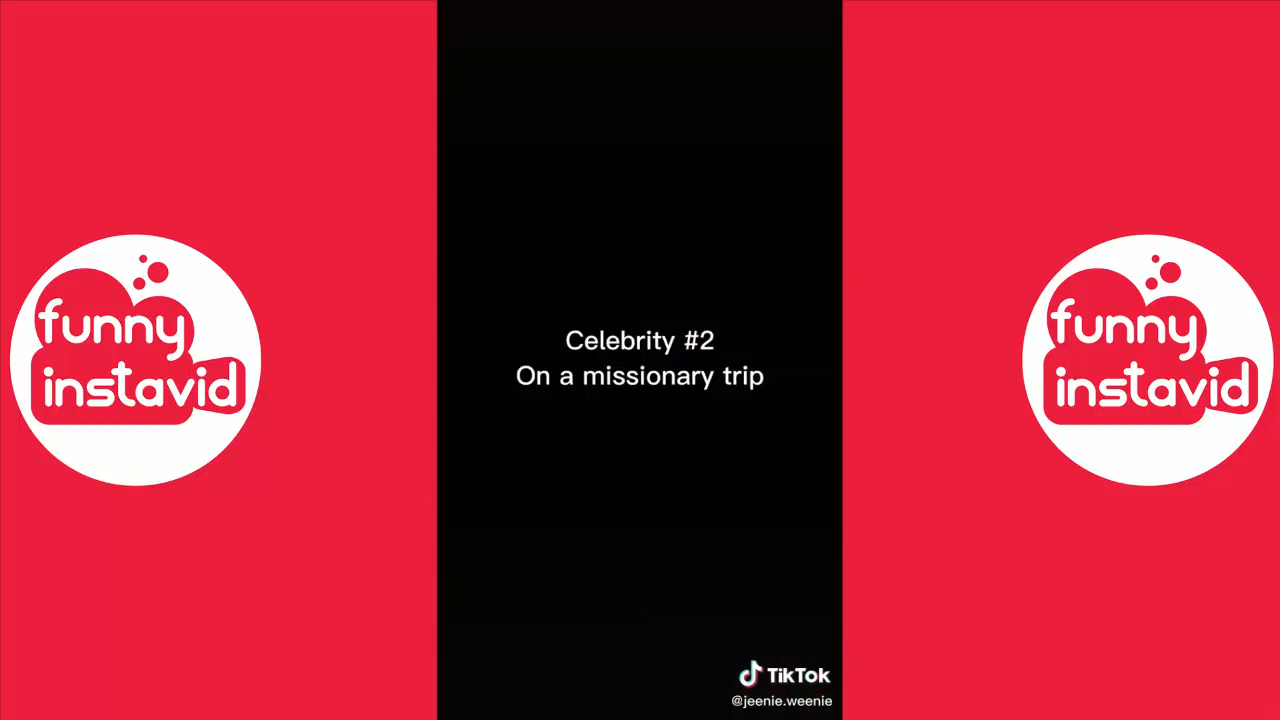 funny
instavid
Celebrity #2
On a missionary trip
TikTok
@jeenie.weenie
funny
instavid